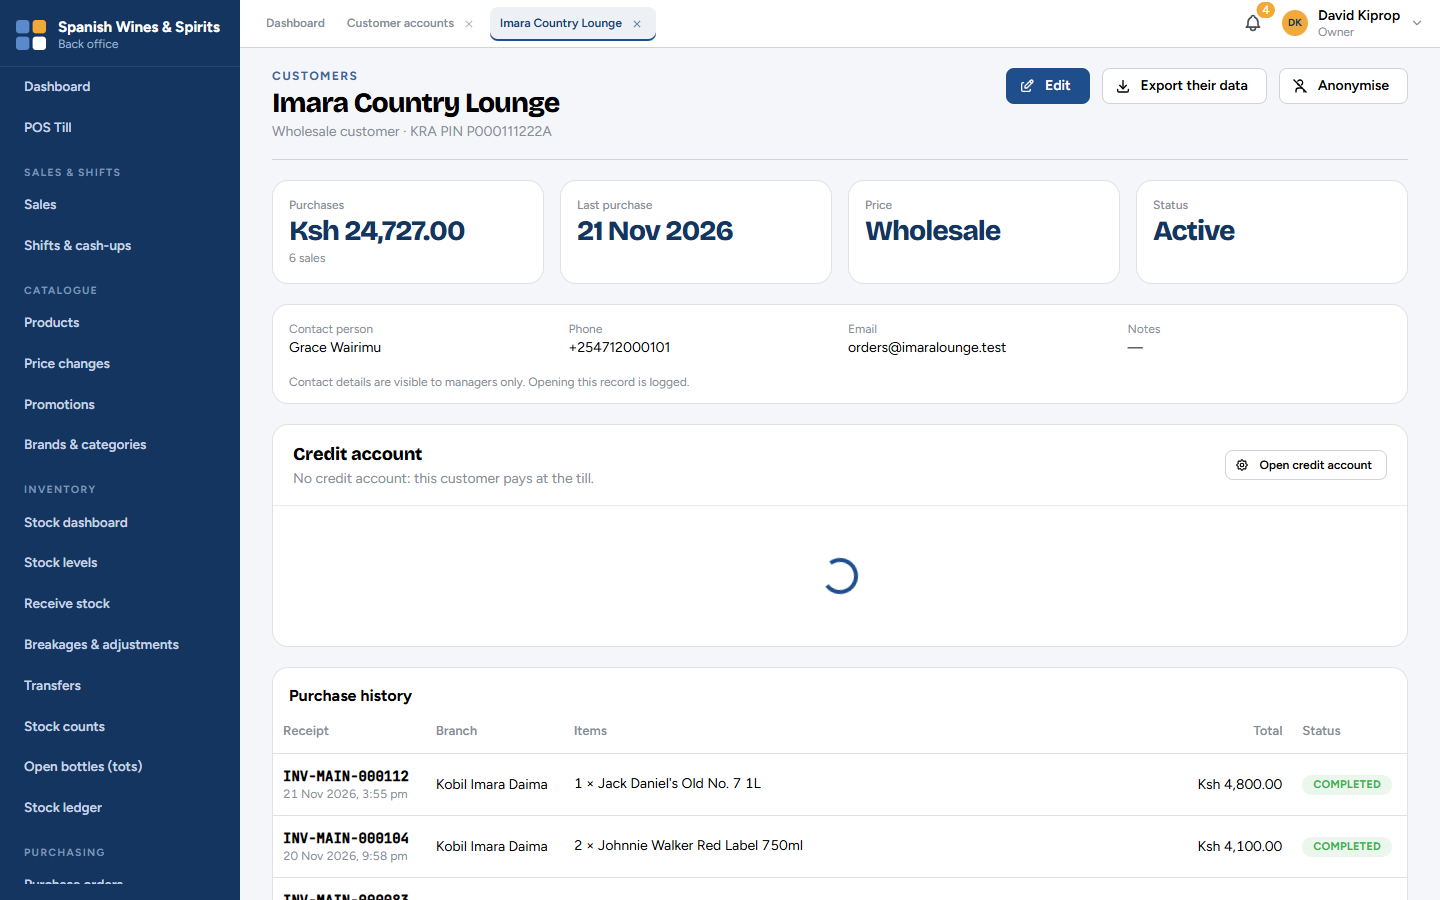 Spanish Wines & Spirits
Back office
Dashboard
POS Till
SALES & SHIFTS
Sales
Shifts & cash-ups
CATALOGUE
Products
Price changes
Promotions
Brands & categories
INVENTORY
Stock dashboard
Stock levels
Receive stock
Breakages & adjustments
Transfers
Stock counts
Open bottles (tots)
Stock ledger
PURCHASING
Purchase orders
Dashboard
Customer accounts ×
Imara Country Lounge ×
4
DK
David Kiprop
Owner
CUSTOMERS
Imara Country Lounge
Wholesale customer · KRA PIN P000111222A
Edit
Export their data
Anonymise
Purchases
Ksh 24,727.00
6 sales
Last purchase
21 Nov 2026
Price
Wholesale
Status
Active
Contact person
Grace Wairimu
Phone
+254712000101
Email
orders@imaralounge.test
Notes
—
Contact details are visible to managers only. Opening this record is logged.
Credit account
No credit account: this customer pays at the till.
Open credit account
Purchase history
Receipt Branch Items Total Status
INV-MAIN-000112
21 Nov 2026, 3:55 pm
Kobil Imara Daima
1 × Jack Daniel's Old No. 7 1L
Ksh 4,800.00
COMPLETED
INV-MAIN-000104
20 Nov 2026, 9:58 pm
Kobil Imara Daima
2 × Johnnie Walker Red Label 750ml
Ksh 4,100.00
COMPLETED
INV-MAIN-000083